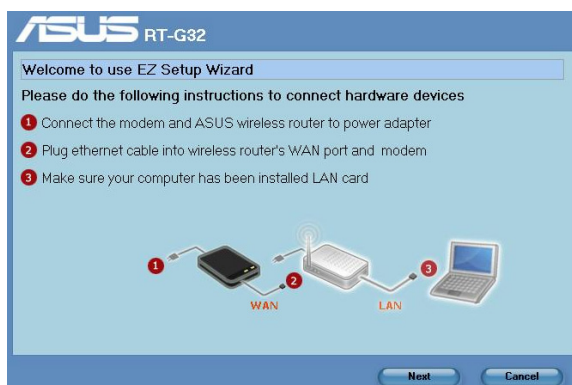 ASUS RT-G32
Welcome to use EZ Setup Wizard
Please do the following instructions to connect hardware devices
1 Connect the modem and ASUS wireless router to power adapter
2 Plug ethernet cable into wireless router's WAN port and modem
3 Make sure your computer has been installed LAN card
1
2
3
WAN
LAN
Next
Cancel